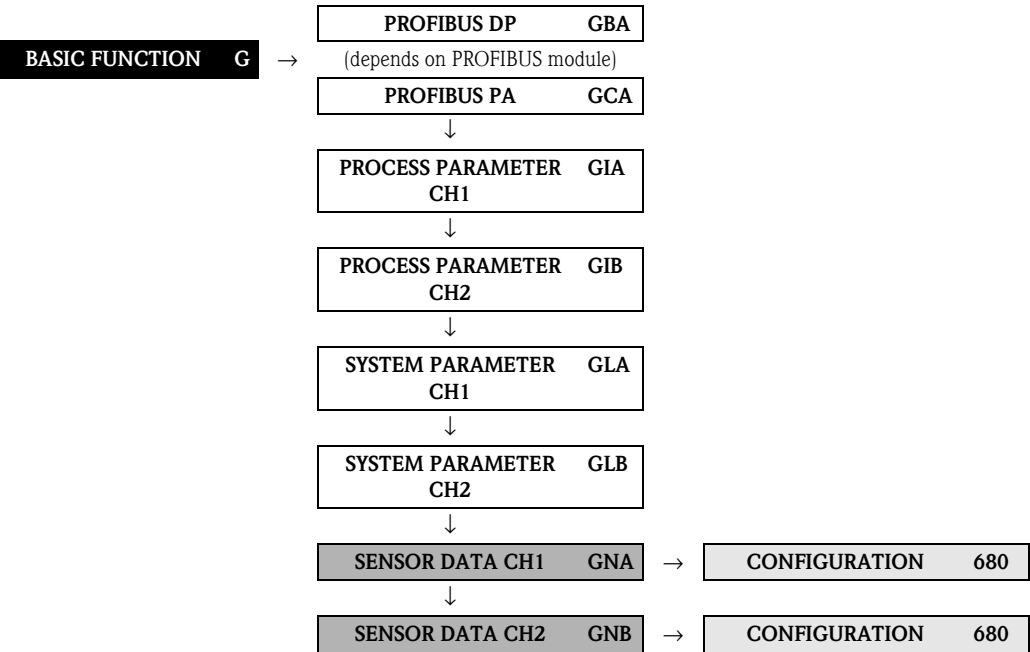 PROFIBUS DP GBA
BASIC FUNCTION G → (depends on PROFIBUS module)
PROFIBUS PA GCA
↓
PROCESS PARAMETER GIA
CH1
↓
PROCESS PARAMETER GIB
CH2
↓
SYSTEM PARAMETER GLA
CH1
↓
SYSTEM PARAMETER GLB
CH2
↓
SENSOR DATA CH1 GNA → CONFIGURATION 680
↓
SENSOR DATA CH2 GNB → CONFIGURATION 680